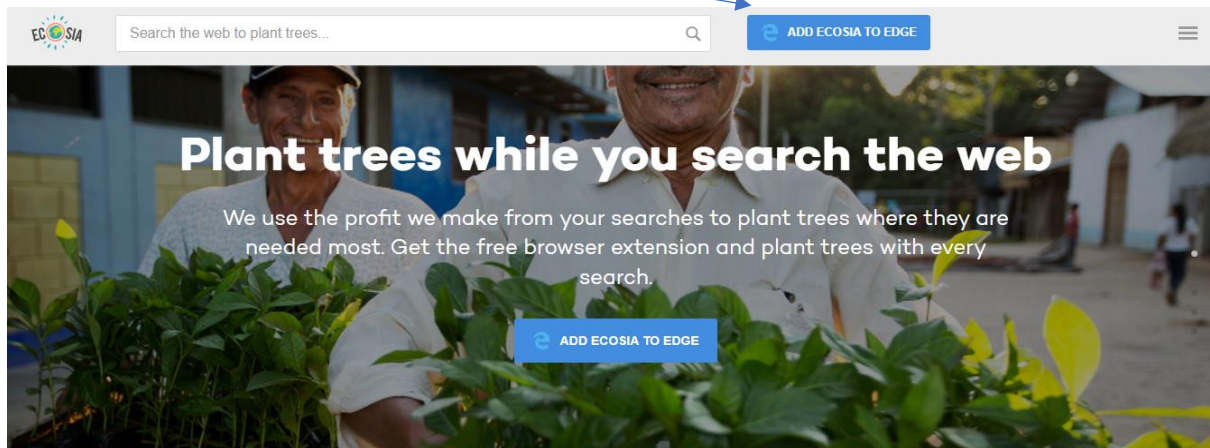 ECOSIA
Search the web to plant trees...
ADD ECOSIA TO EDGE
Plant trees while you search the web
We use the profit we make from your searches to plant trees where they are
needed most. Get the free browser extension and plant trees with every
search.
ADD ECOSIA TO EDGE